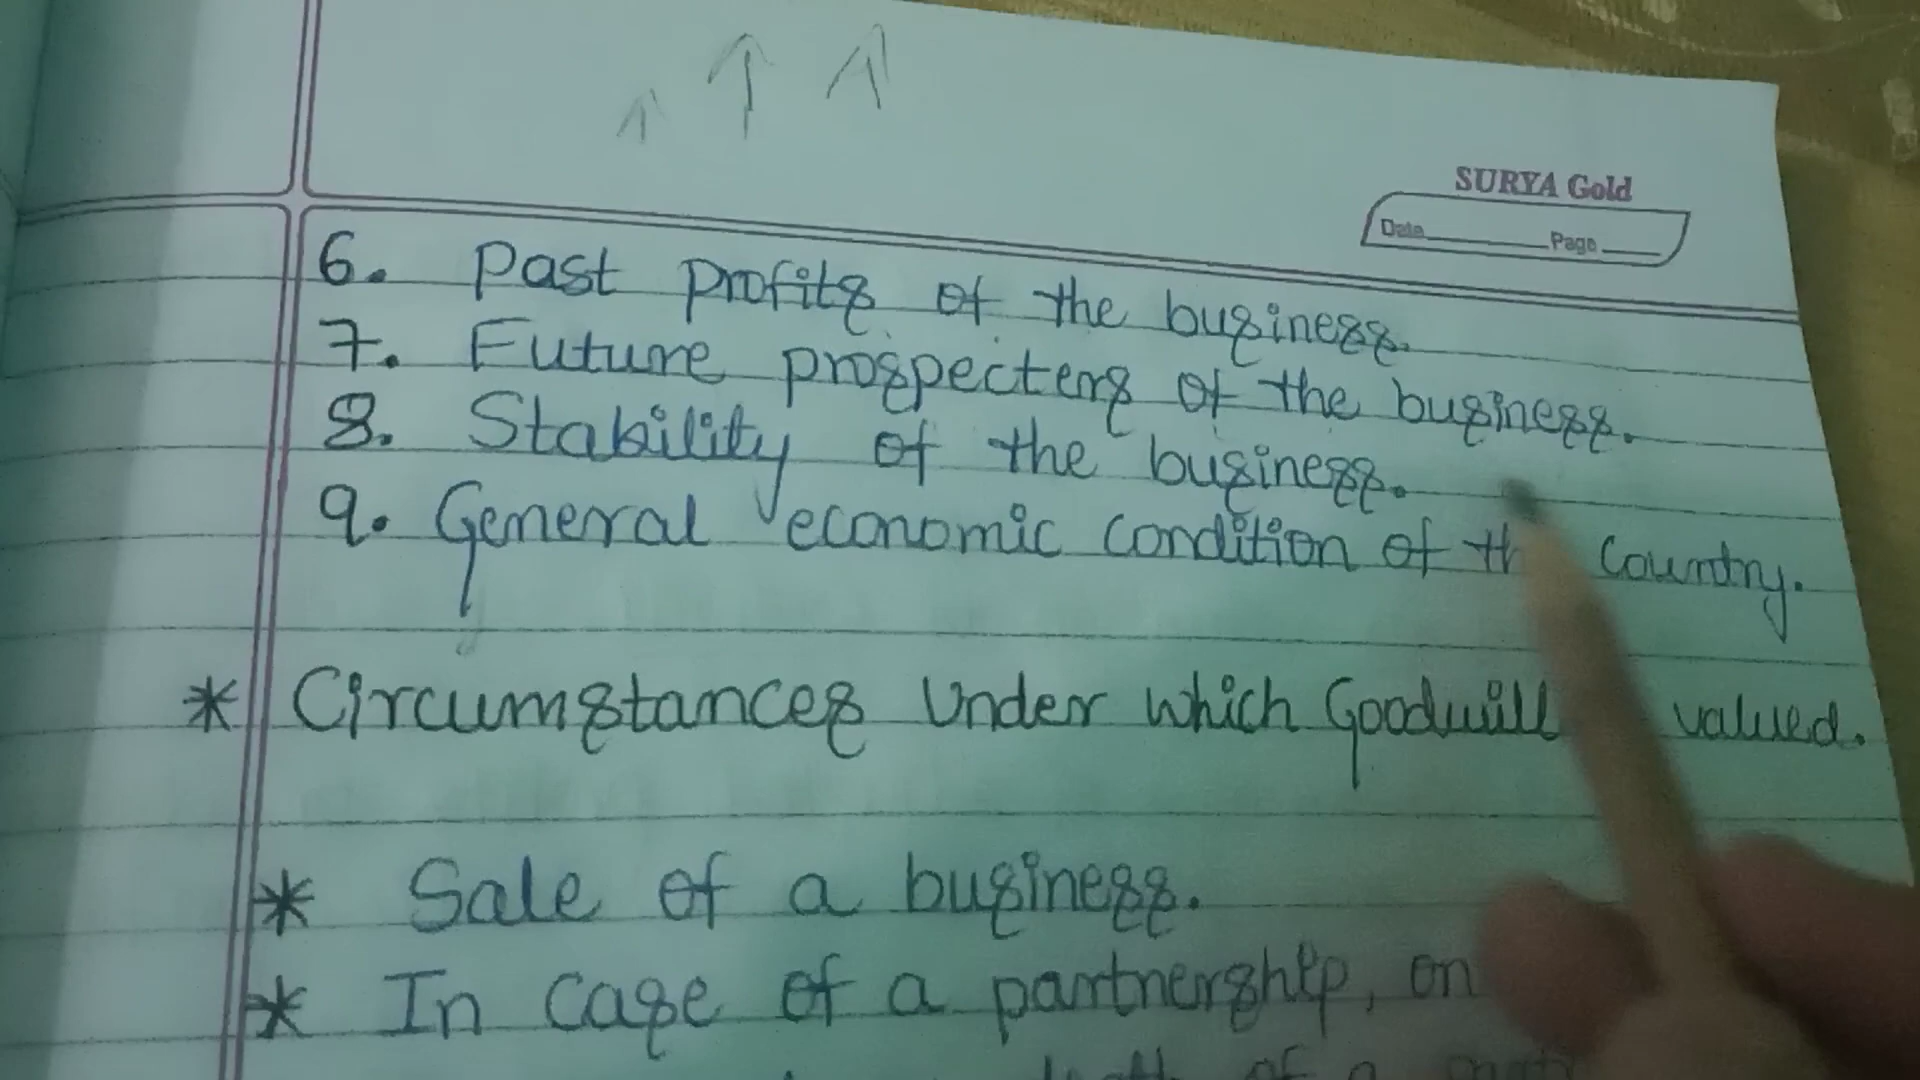 SURYA Gold
Date Page
6. Past Profits of the business.
7. Future prospecters of the business.
8. Stability of the business.
9. General economic condition of th country.
* Circumstances Under which Goodwill valued.
* Sale of a business.
* In case of a partnership, on
of a